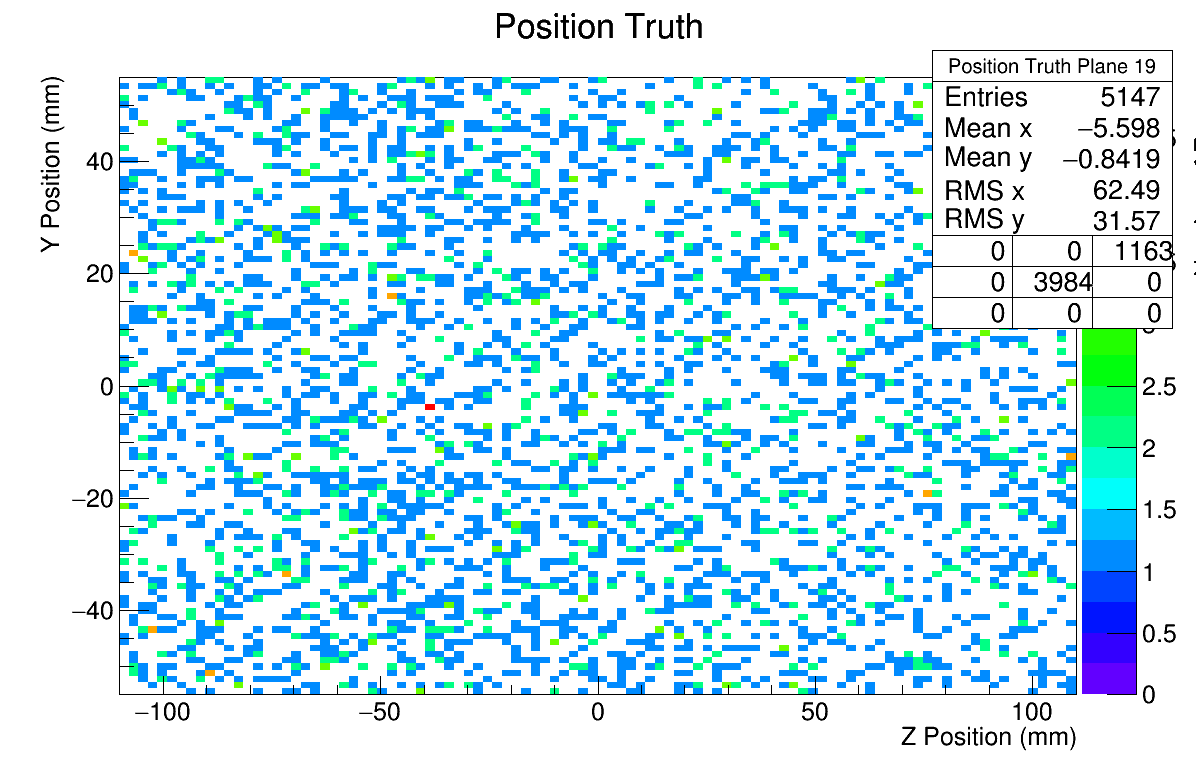 Position Truth
Position Truth Plane 19
Entries 5147
Mean x −5.598
Mean y −0.8419
RMS x 62.49
RMS y 31.57
0 0 1163
0 3984 0
0 0 0
Y Position (mm)
40
20
0
−20
−40
2.5
2
1.5
1
0.5
0
−100 −50 0 50 100
Z Position (mm)